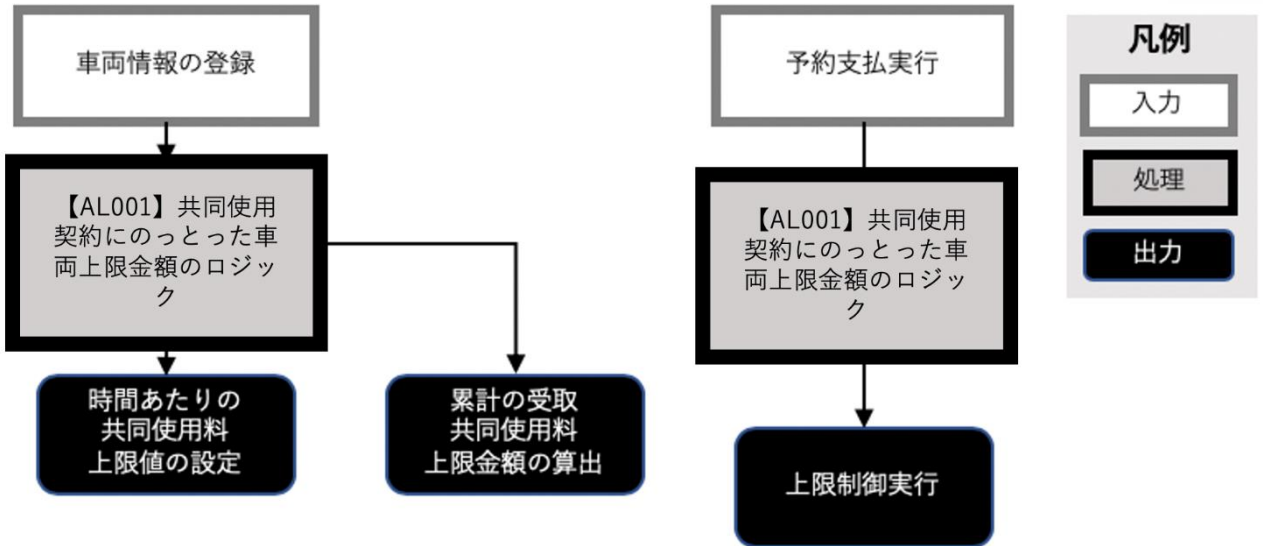 車両情報の登録
【AL001】共同使用
契約にのっとった車
両上限金額のロジッ
ク
時間あたりの
共同使用料
上限値の設定
累計の受取
共同使用料
上限金額の算出
予約支払実行
【AL001】共同使用
契約にのっとった車
両上限金額のロジッ
ク
上限制御実行
凡例
入力
処理
出力